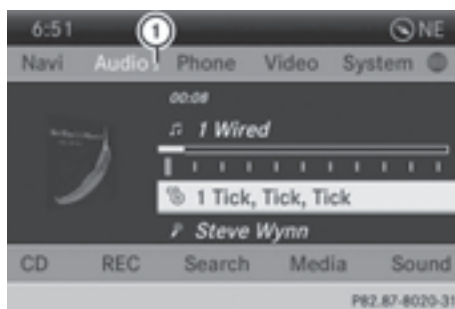 6:51 1 NE
Navi Audio Phone Video System
00:08
1 Wired
1 Tick, Tick, Tick
Steve Wynn
CD REC Search Media Sound
P82.87-8020-31